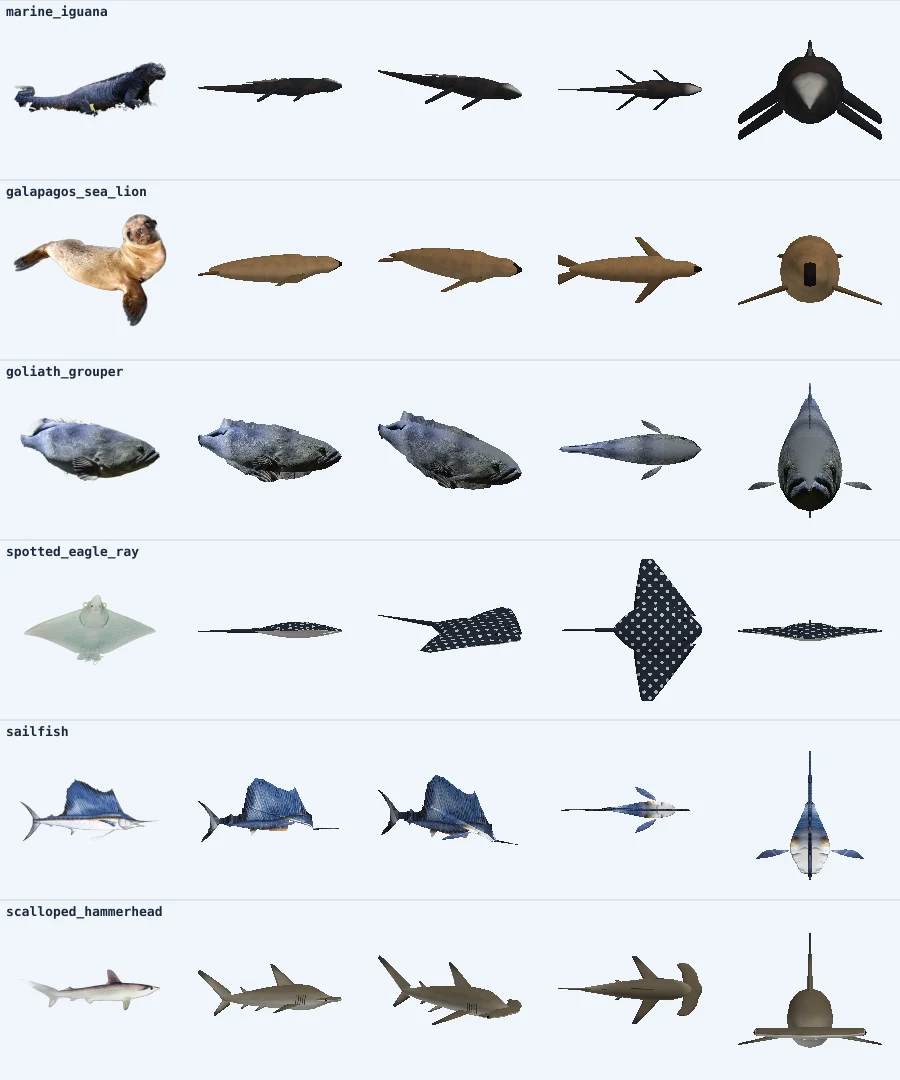 marine_iguana
galapagos_sea_lion
goliath_grouper
spotted_eagle_ray
sailfish
scalloped_hammerhead